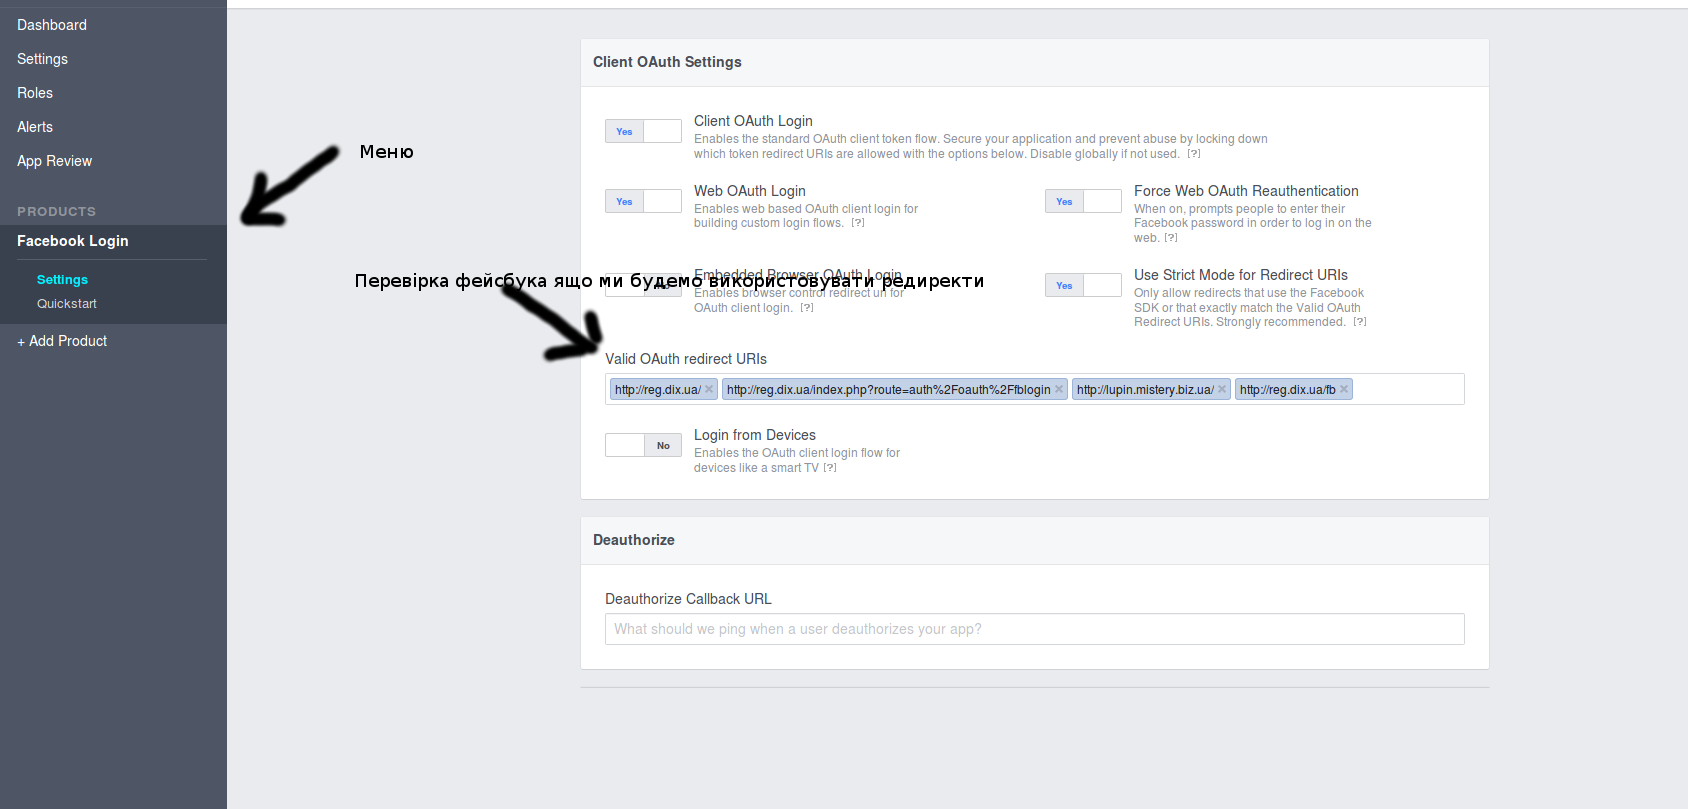 Dashboard
Settings
Roles
Alerts
App Review
PRODUCTS
Facebook Login
Settings
Quickstart
+ Add Product
Меню
Перевірка фейсбука ящо ми будемо використовувати редиректи
Client OAuth Settings
Yes
Client OAuth Login
Enables the standard OAuth client token flow. Secure your application and prevent abuse by locking down
which token redirect URIs are allowed with the options below. Disable globally if not used. [?]
Yes
Web OAuth Login
Enables web based OAuth client login for
building custom login flows. [?]
Yes
Force Web OAuth Reauthentication
When on, prompts people to enter their
Facebook password in order to log in on the
web. [?]
No
Embedded Browser OAuth Login
Enables browser control redirect uri for
OAuth client login. [?]
Yes
Use Strict Mode for Redirect URIs
Only allow redirects that use the Facebook
SDK or that exactly match the Valid OAuth
Redirect URIs. Strongly recommended. [?]
Valid OAuth redirect URIs
http://reg.dix.ua/ × http://reg.dix.ua/index.php?route=auth%2Foauth%2Ffblogin × http://lupin.mistery.biz.ua/ × http://reg.dix.ua/fb ×
No
Login from Devices
Enables the OAuth client login flow for
devices like a smart TV [?]
Deauthorize
Deauthorize Callback URL
What should we ping when a user deauthorizes your app?